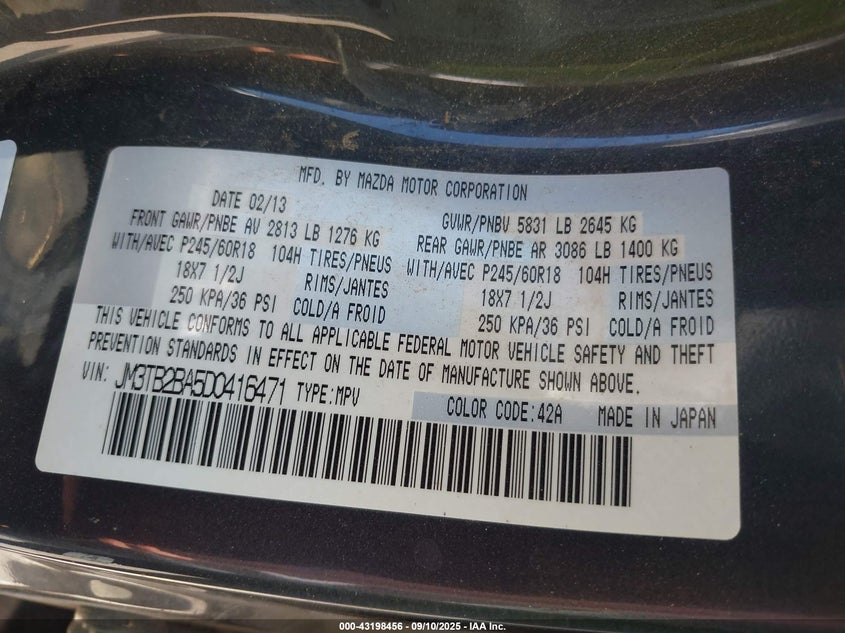 MFD. BY MAZDA MOTOR CORPORATION
DATE 02/13 GVWR/PNBV 5831 LB 2645 KG
FRONT GAWR/PNBE AV 2813 LB 1276 KG REAR GAWR/PNBE AR 3086 LB 1400 KG
WITH/AVEC P245/60R18 104H TIRES/PNEUS WITH/AVEC P245/60R18 104H TIRES/PNEUS
18X7 1/2J RIMS/JANTES 18X7 1/2J RIMS/JANTES
250 KPA/36 PSI COLD/A FROID 250 KPA/36 PSI COLD/A FROID
THIS VEHICLE CONFORMS TO ALL APPLICABLE FEDERAL MOTOR VEHICLE SAFETY AND THEFT
PREVENTION STANDARDS IN EFFECT ON THE DATE OF MANUFACTURE SHOWN ABOVE.
VIN: JM3TB2BA5D0416471 TYPE:MPV COLOR CODE:42A MADE IN JAPAN
000-43198456 - 09/10/2025 - IAA Inc.